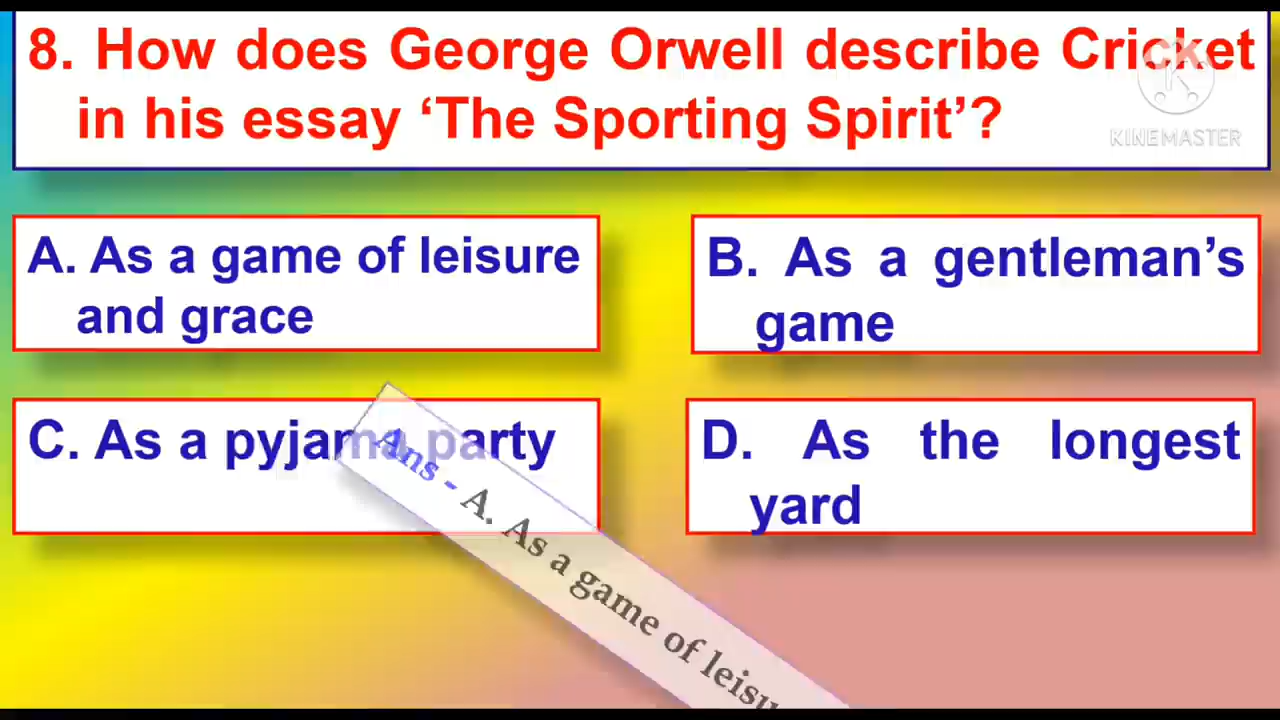 8. How does George Orwell describe Cricket
in his essay ‘The Sporting Spirit’?
KINEMASTER
A. As a game of leisure
and grace
B. As a gentleman’s
game
C. As a pyjama party
D. As the longest
yard
Ans - A. As a game of leisu